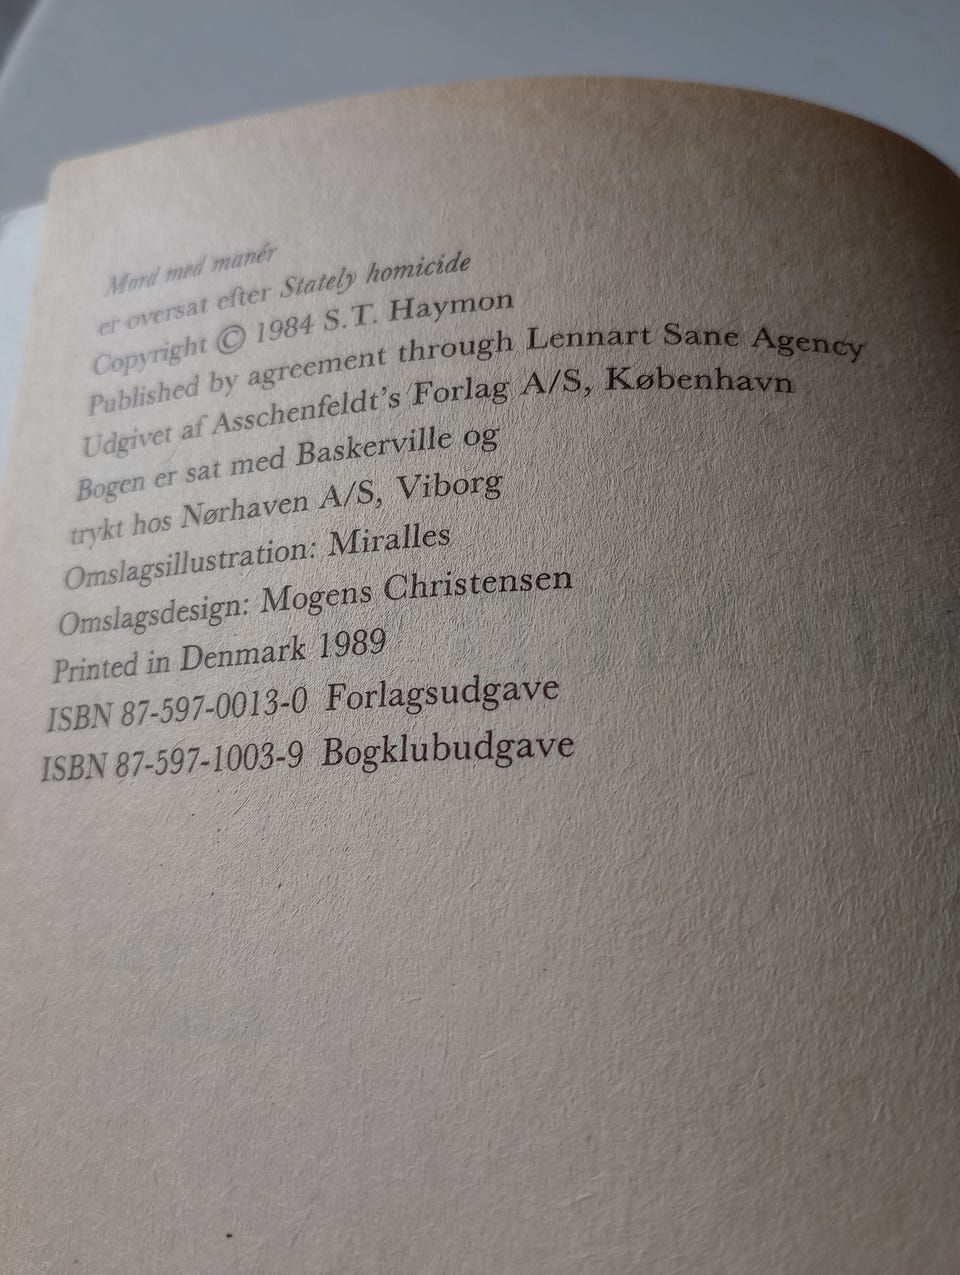 Mord med manér
er oversat efter Stately homicide
Copyright © 1984 S.T. Haymon
Published by agreement through Lennart Sane Agency
Udgivet af Asschenfeldt's Forlag A/S, København
Bogen er sat med Baskerville og
trykt hos Nørhaven A/S, Viborg
Omslagsillustration: Miralles
Omslagsdesign: Mogens Christensen
Printed in Denmark 1989
ISBN 87-597-0013-0 Forlagsudgave
ISBN 87-597-1003-9 Bogklubudgave